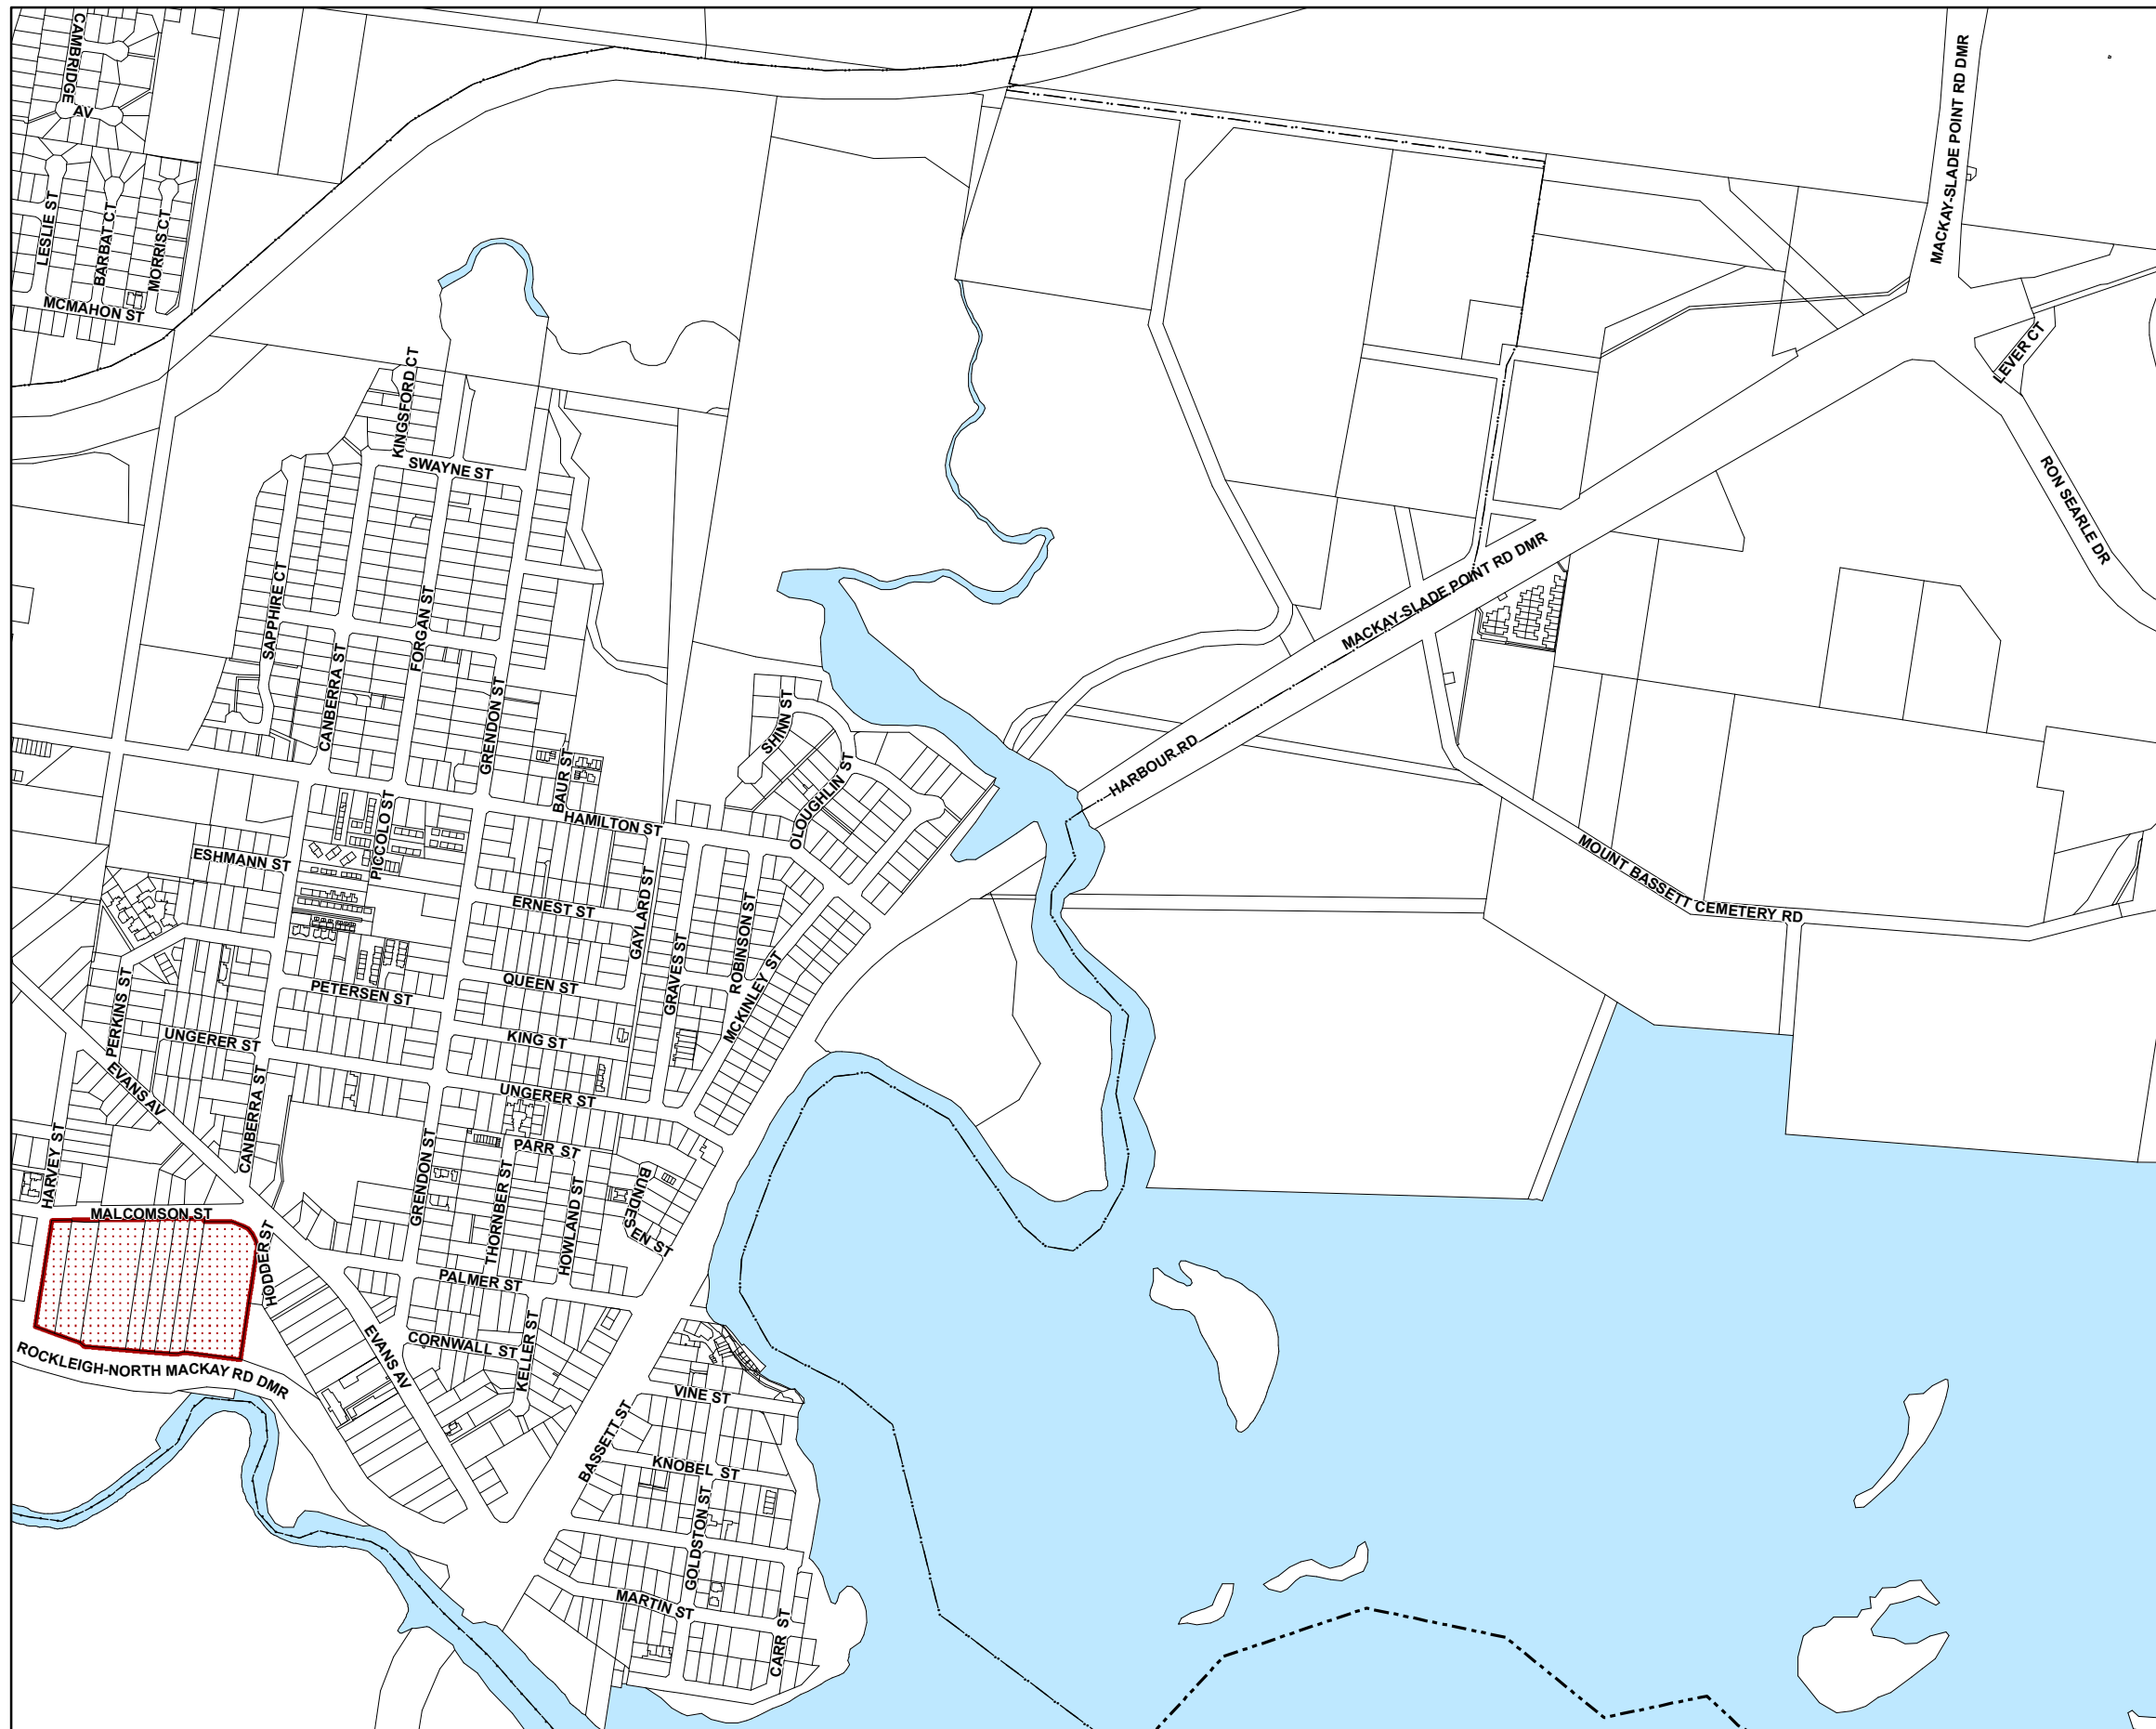 CAMBRIDGE
AV
MACKAY-SLADE POINT RD DMR
LESLIE ST
BARBAT CT
MORRIS CT
MCMAHON ST
LEVER CT
KINGSFORD CT
SWAYNE ST
RON SEARLE DR
MACKAY-SLADE POINT RD DMR
SAPPHIRE CT
FORGAN ST
CANBERRA ST
GRENDON ST
SHINN ST
HARBOUR RD
BAUR ST
OLOUGHLIN ST
PICCOLO ST
HAMILTON ST
ESHMANN ST
MOUNT BASSETT CEMETERY RD
ERNEST ST
GAYLARD ST
ROBINSON ST
GRAVES ST
MCKINLEY ST
PETERSEN ST
QUEEN ST
PERKINS ST
UNGERER ST
KING ST
EVANS AV
UNGERER ST
CANBERRA ST
HARVEY ST
GRENDON ST
PARR ST
THORNBER ST
HOWLAND ST
BUNDES
EN ST
MALCOMSON ST
HODDER ST
PALMER ST
ROCKLEIGH-NORTH MACKAY RD DMR
EVANS AV
CORNWALL ST
KELLER ST
VINE ST
BASSETT ST
KNOBEL ST
GOLDSTON ST
MARTIN ST
CARR ST